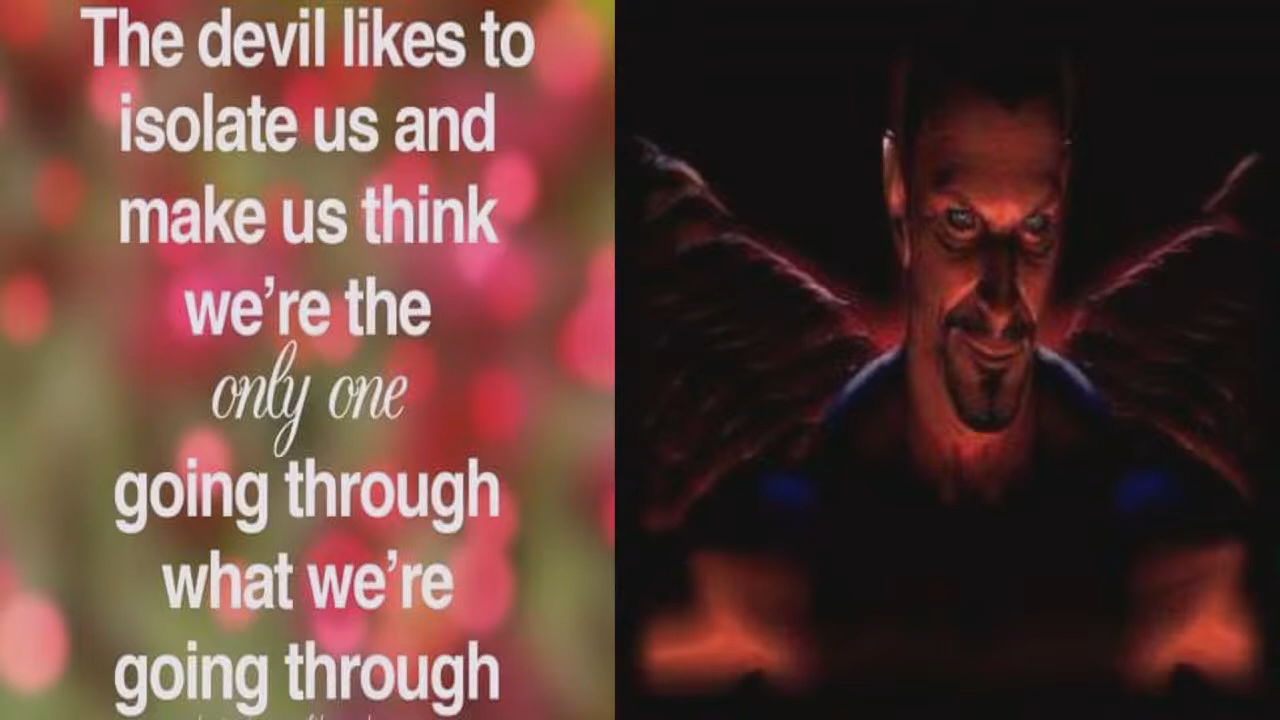 The devil likes to
isolate us and
make us think
we're the
only one
going through
what we're
going through